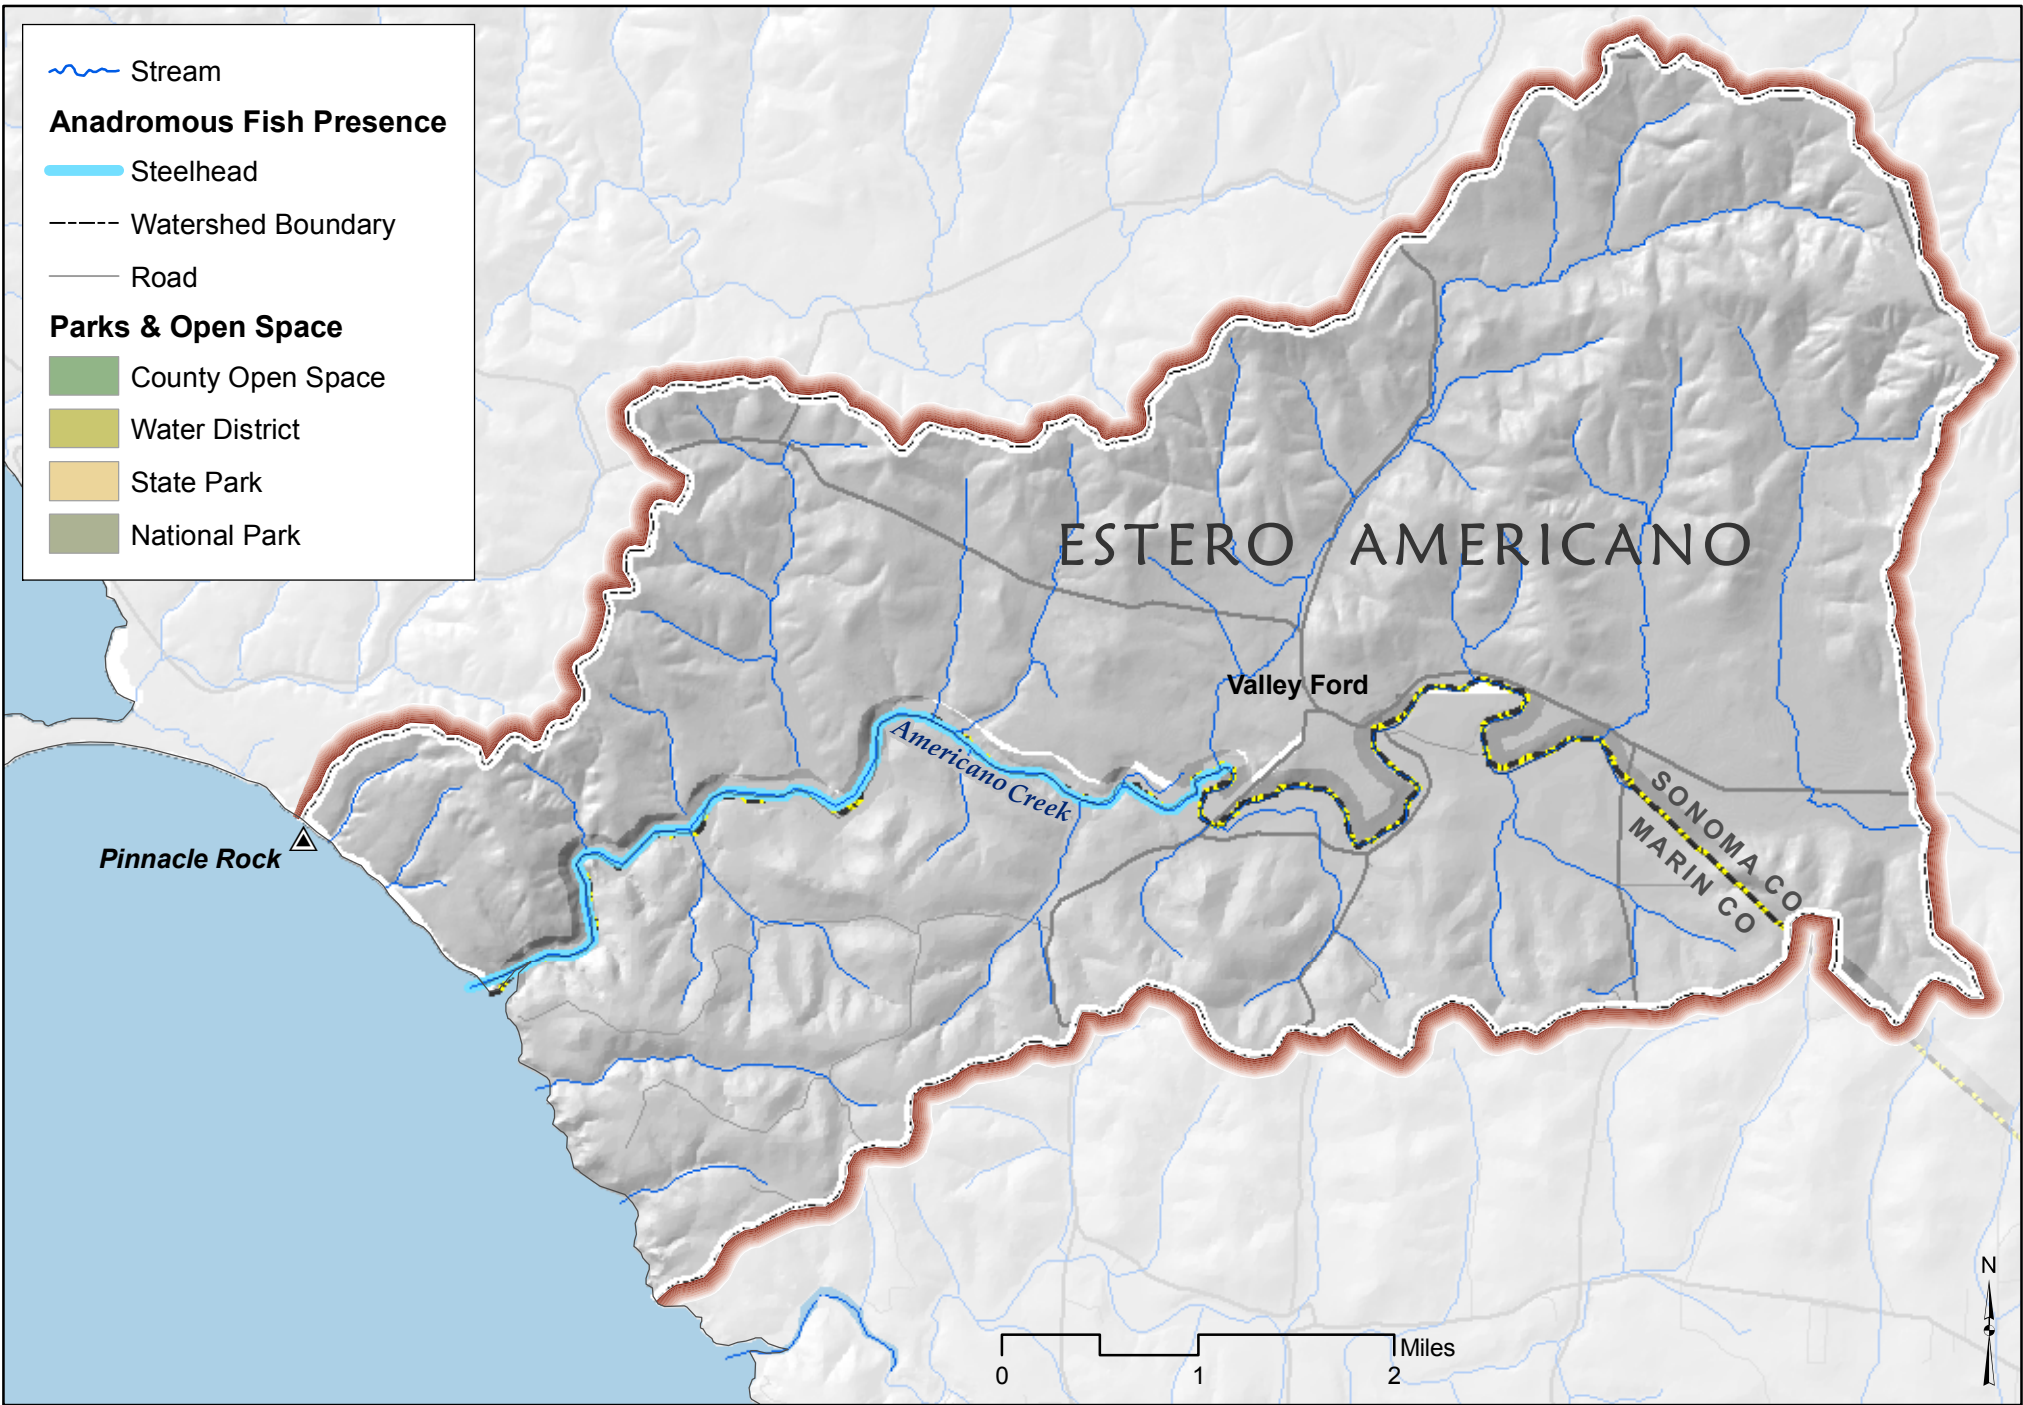 Stream
Anadromous Fish Presence
Steelhead
Watershed Boundary
Road
Parks & Open Space
County Open Space
Water District
State Park
National Park
ESTERO AMERICANO
Valley Ford
Americano Creek
SONOMA CO
MARIN CO
Pinnacle Rock
N
Miles
0 1 2